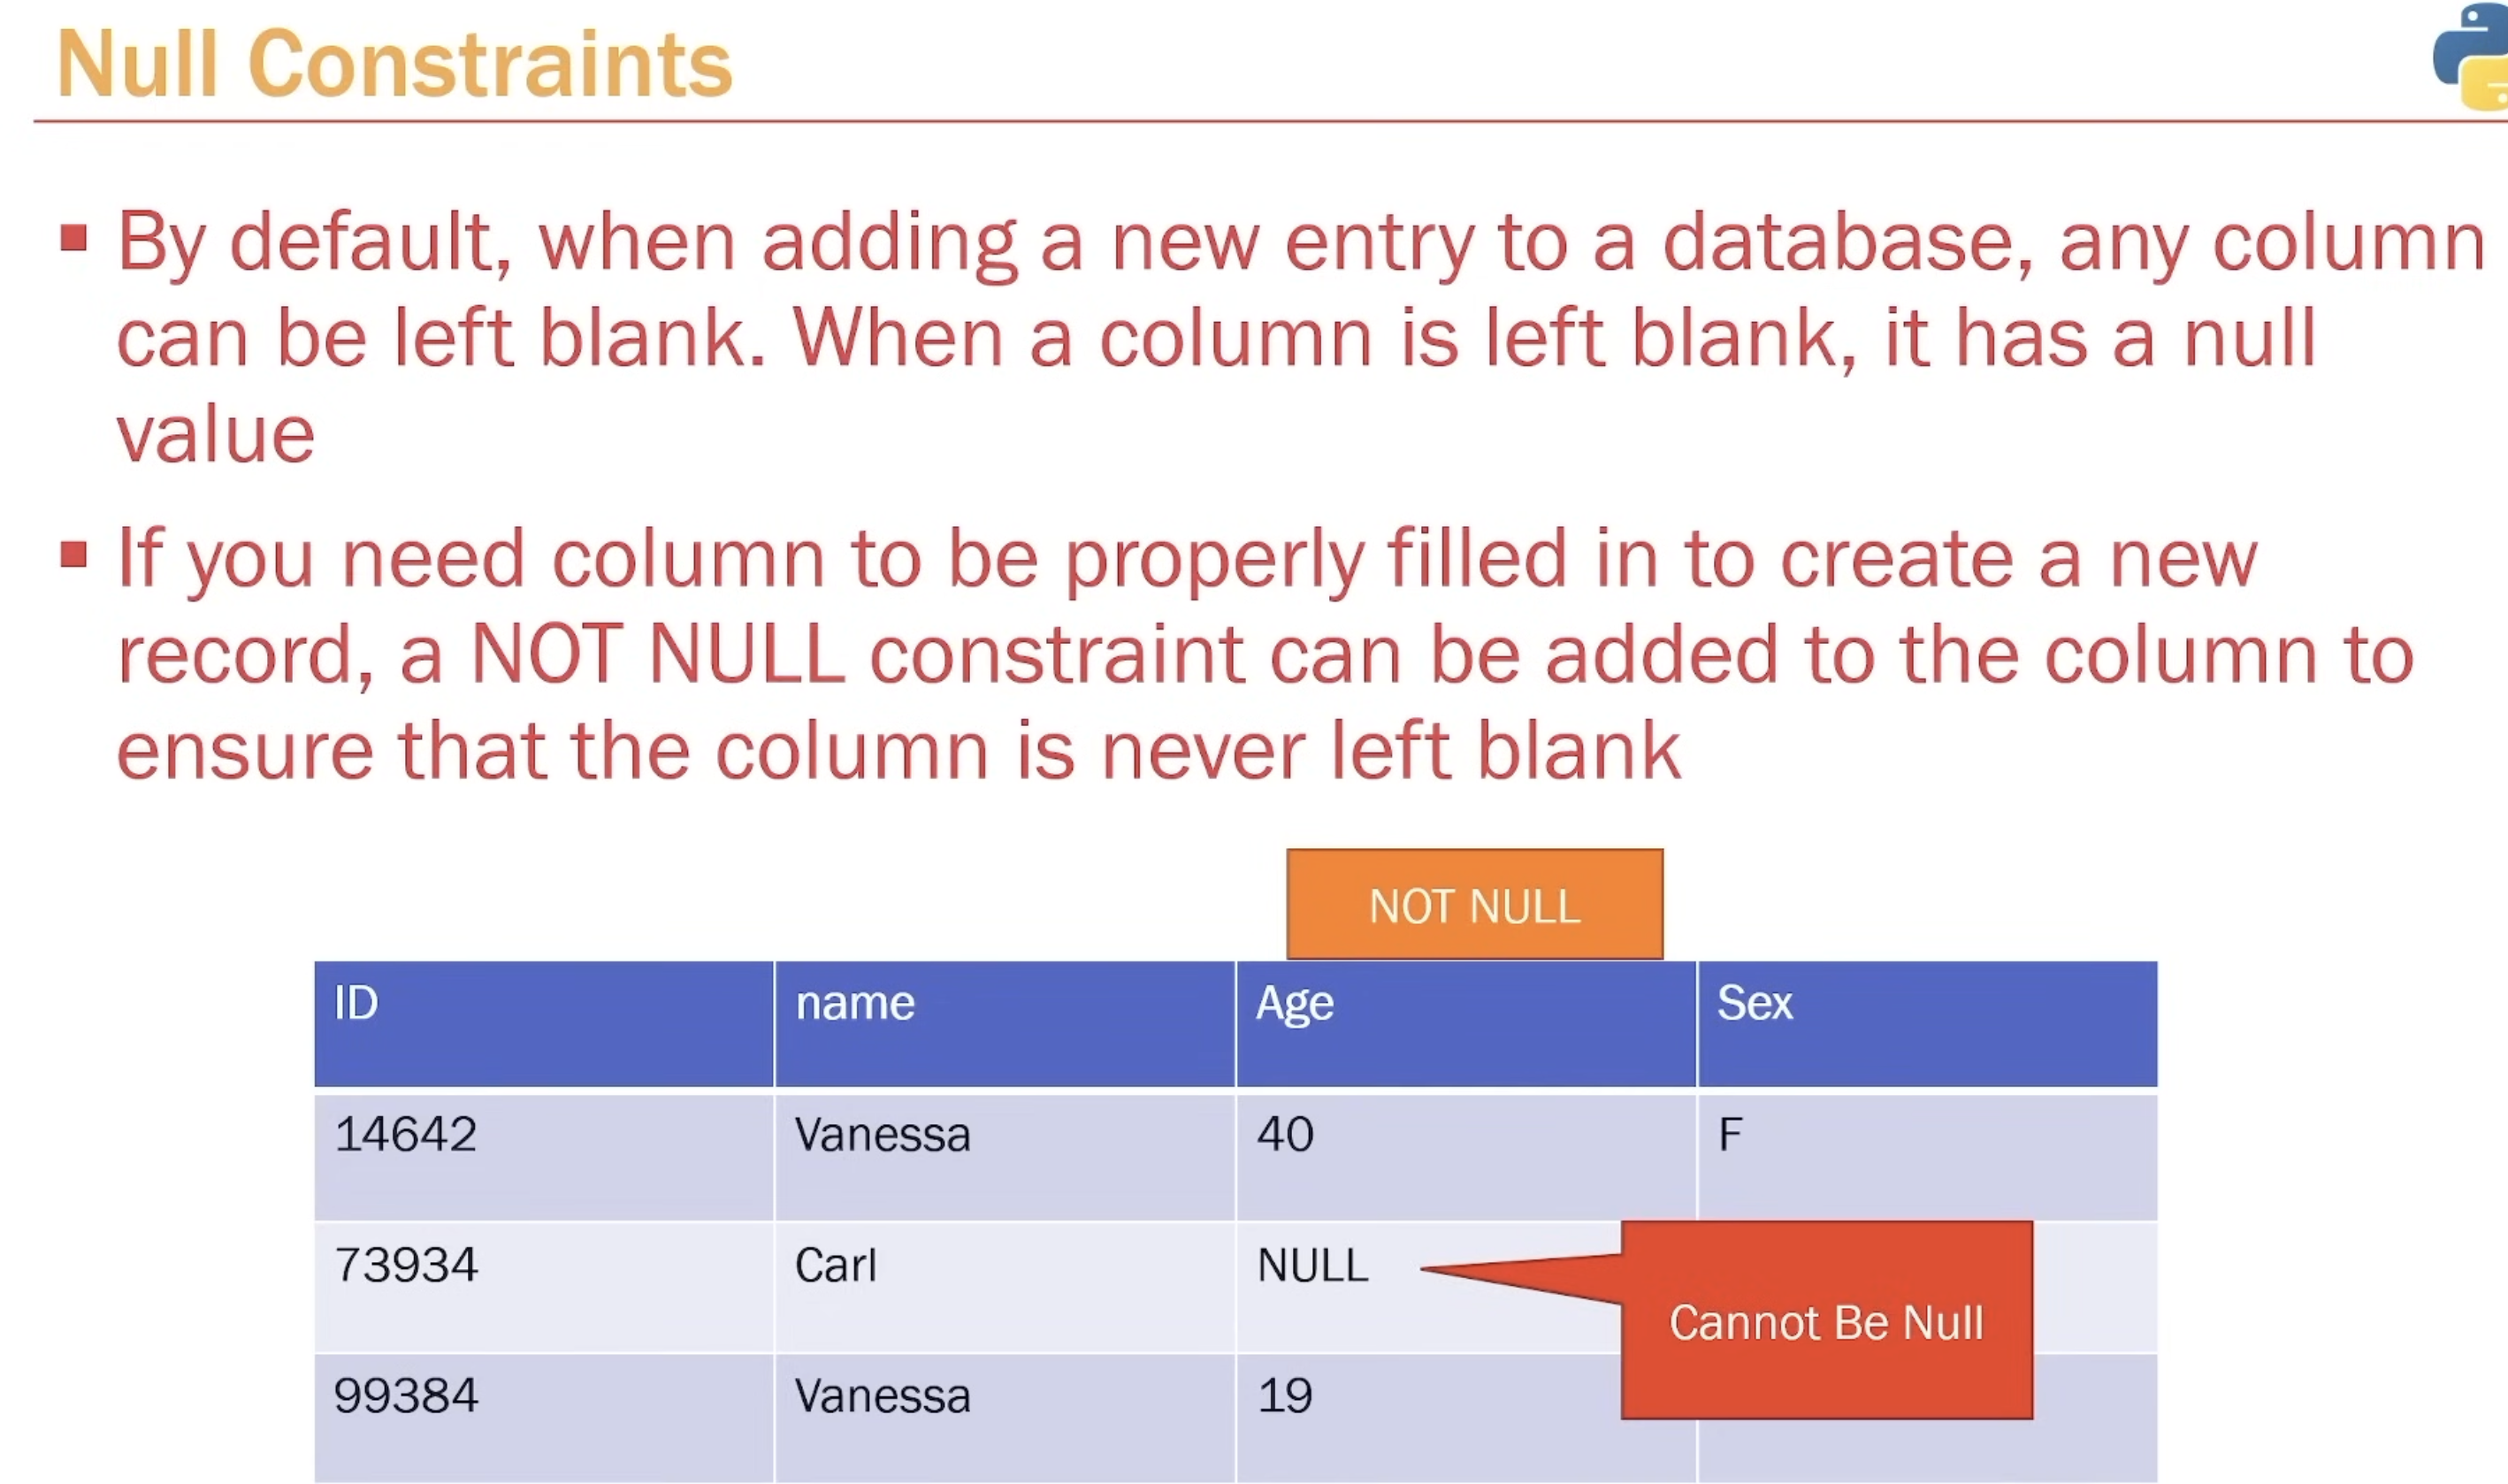 Null Constraints
By default, when adding a new entry to a database, any column
can be left blank. When a column is left blank, it has a null
value
If you need column to be properly filled in to create a new
record, a NOT NULL constraint can be added to the column to
ensure that the column is never left blank
NOT NULL
ID name Age Sex
14642 Vanessa 40 F
73934 Carl NULL
Cannot Be Null
99384 Vanessa 19